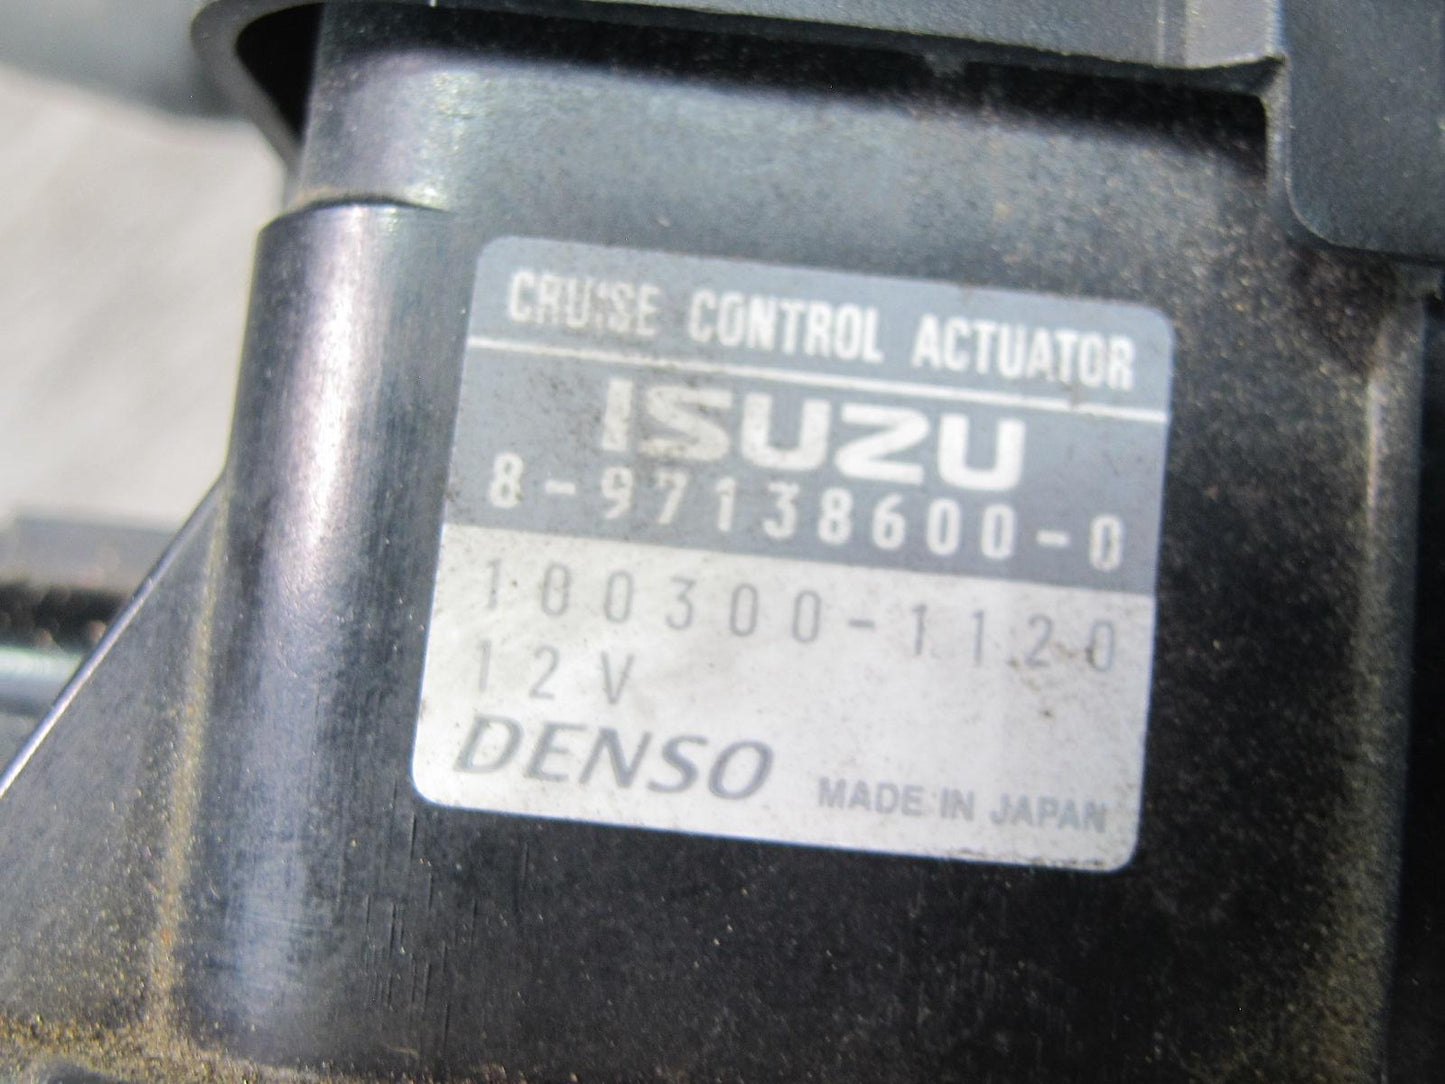 CRUISE CONTROL ACTUATOR
ISUZU
8-97138600-0
100300-1120
12V
DENSO MADE IN JAPAN